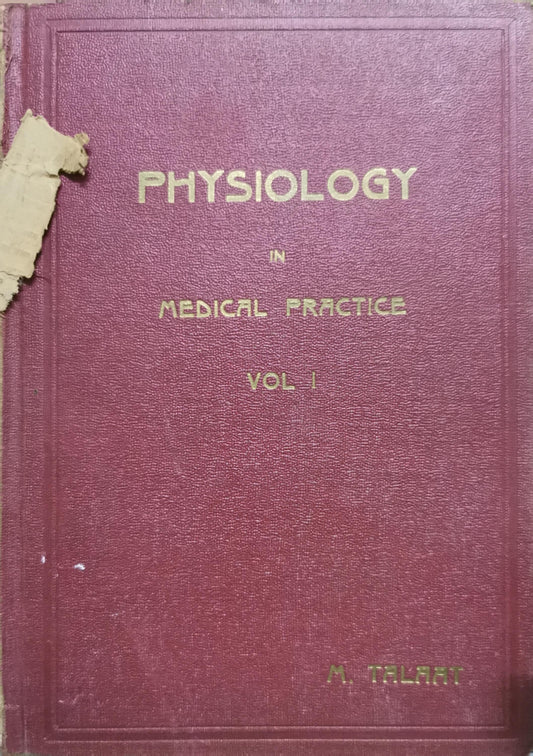 PHYSIOLOGY
IN
MEDICAL PRACTICE
VOL I
M. TALAAT